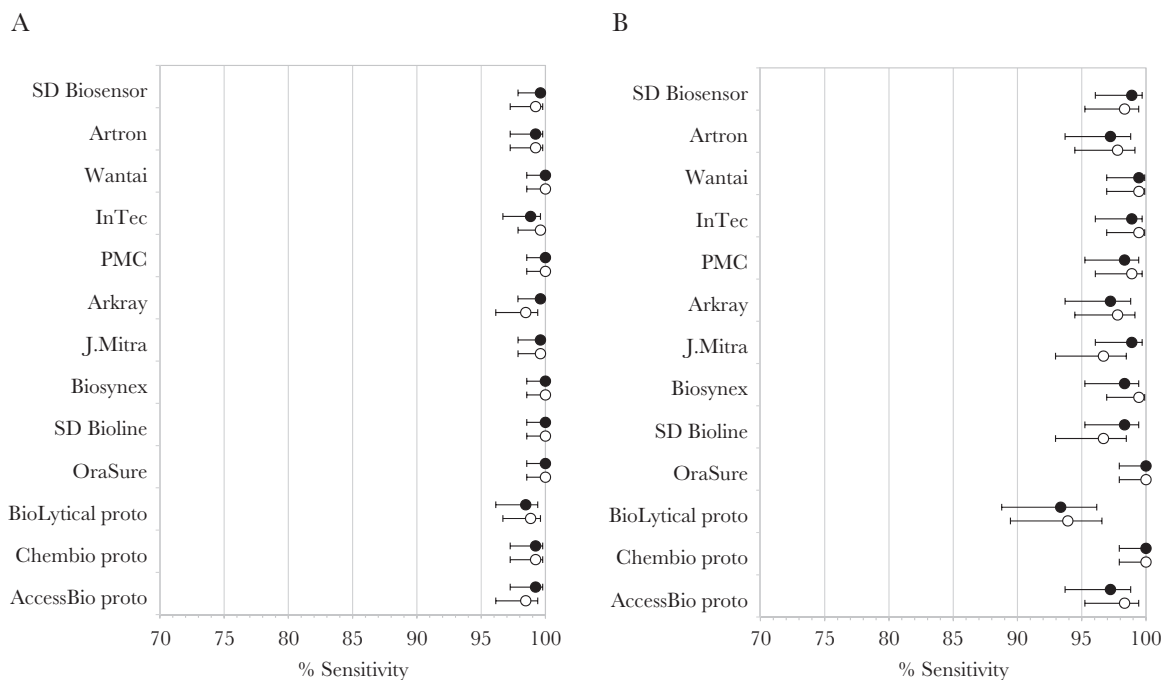 A
SD Biosensor
Artron
Wantai
InTec
PMC
Arkray
J.Mitra
Biosynex
SD Bioline
OraSure
BioLytical proto
Chembio proto
AccessBio proto
70 75 80 85 90 95 100
% Sensitivity
B
SD Biosensor
Artron
Wantai
InTec
PMC
Arkray
J.Mitra
Biosynex
SD Bioline
OraSure
BioLytical proto
Chembio proto
AccessBio proto
70 75 80 85 90 95 100
% Sensitivity